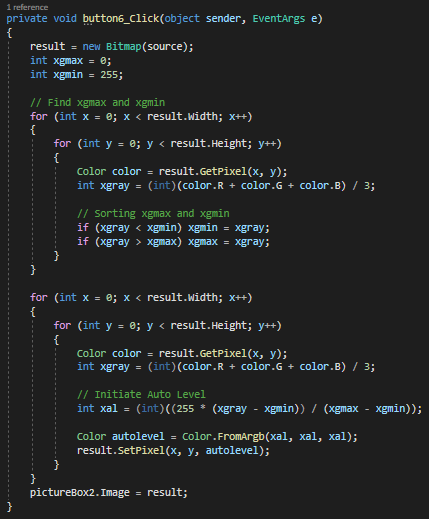 1 reference
private void button6_Click(object sender, EventArgs e)
{
result = new Bitmap(source);
int xgmax = 0;
int xgmin = 255;
// Find xgmax and xgmin
for (int x = 0; x < result.Width; x++)
{
for (int y = 0; y < result.Height; y++)
{
Color color = result.GetPixel(x, y);
int xgray = (int)(color.R + color.G + color.B) / 3;
// Sorting xgmax and xgmin
if (xgray < xgmin) xgmin = xgray;
if (xgray > xgmax) xgmax = xgray;
}
}
for (int x = 0; x < result.Width; x++)
{
for (int y = 0; y < result.Height; y++)
{
Color color = result.GetPixel(x, y);
int xgray = (int)(color.R + color.G + color.B) / 3;
// Initiate Auto Level
int xal = (int)((255 * (xgray - xgmin)) / (xgmax - xgmin));
Color autolevel = Color.FromArgb(xal, xal, xal);
result.SetPixel(x, y, autolevel);
}
}
pictureBox2.Image = result;
}